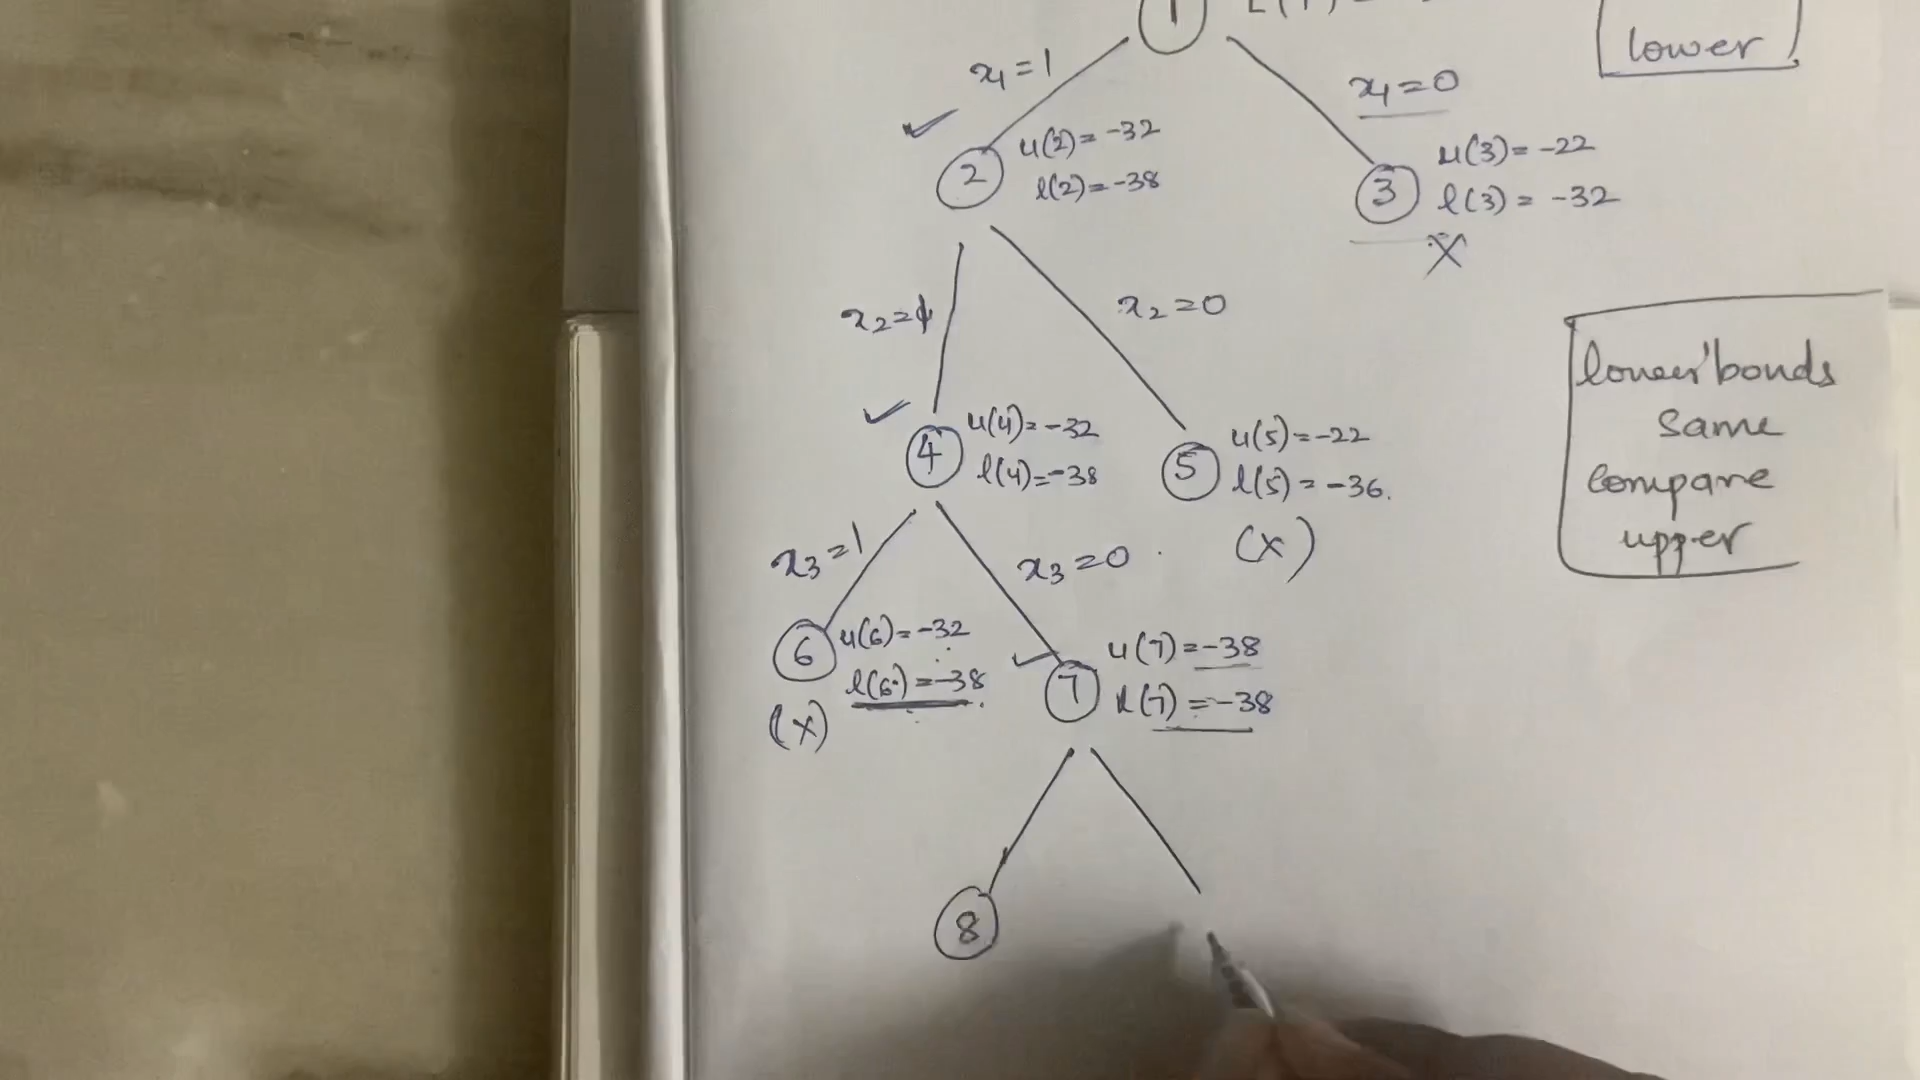 1
lower
x1=1
x1=0
u(2)=-32
2
l(2)=-38
u(3)=-22
3
l(3)=-32
X
x2=1
x2=0
lower bonds
same
compare
upper
u(4)=-32
4
l(4)=-38
u(5)=-22
5
l(5)=-36.
(x)
x3=1
x3=0
u(6)=-32
6
l(6)=-38
(x)
u(7)=-38
7
l(7)=-38
8